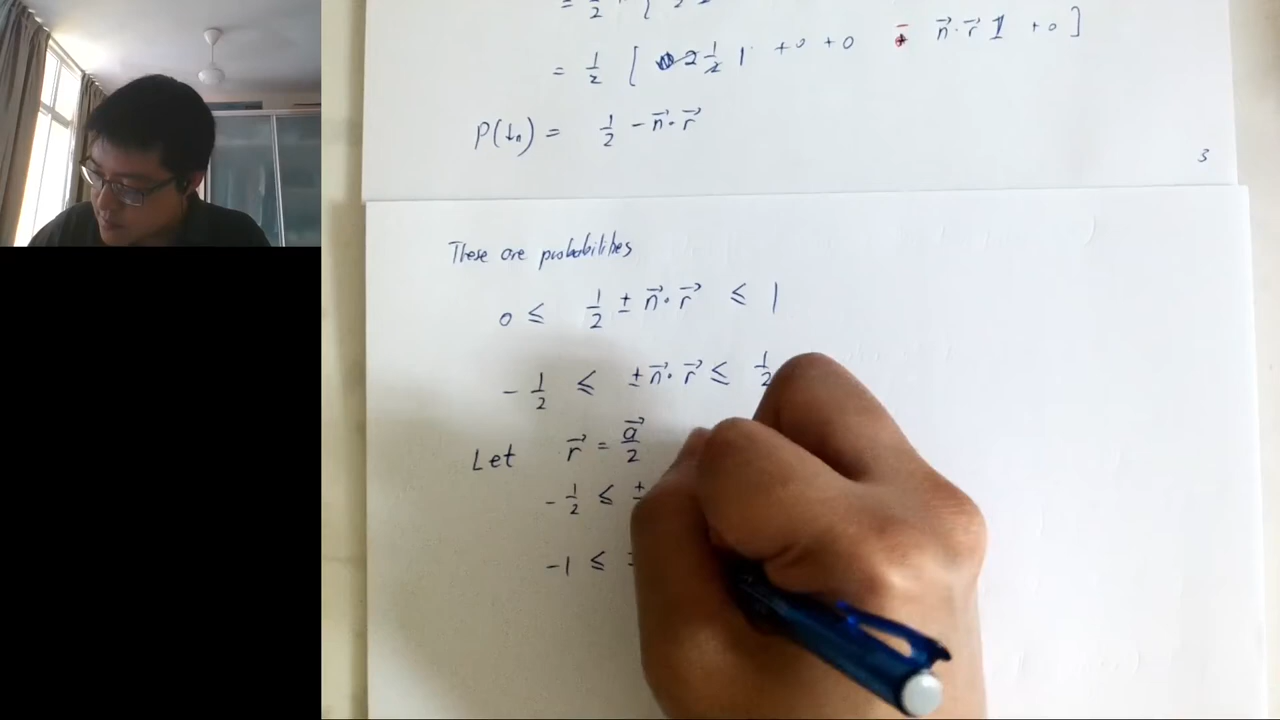 = 1/2
= 1/2 [ 1/2 1 + 0 + 0 - n⃗·r⃗ 1 + 0 ]
P(↓n) = 1/2 - n⃗·r⃗
3
These are probabilities
0 ≤ 1/2 ± n⃗·r⃗ ≤ 1
- 1/2 ≤ ± n⃗·r⃗ ≤ 1/2
Let r⃗ = a⃗/2
- 1/2 ≤ ±
-1 ≤